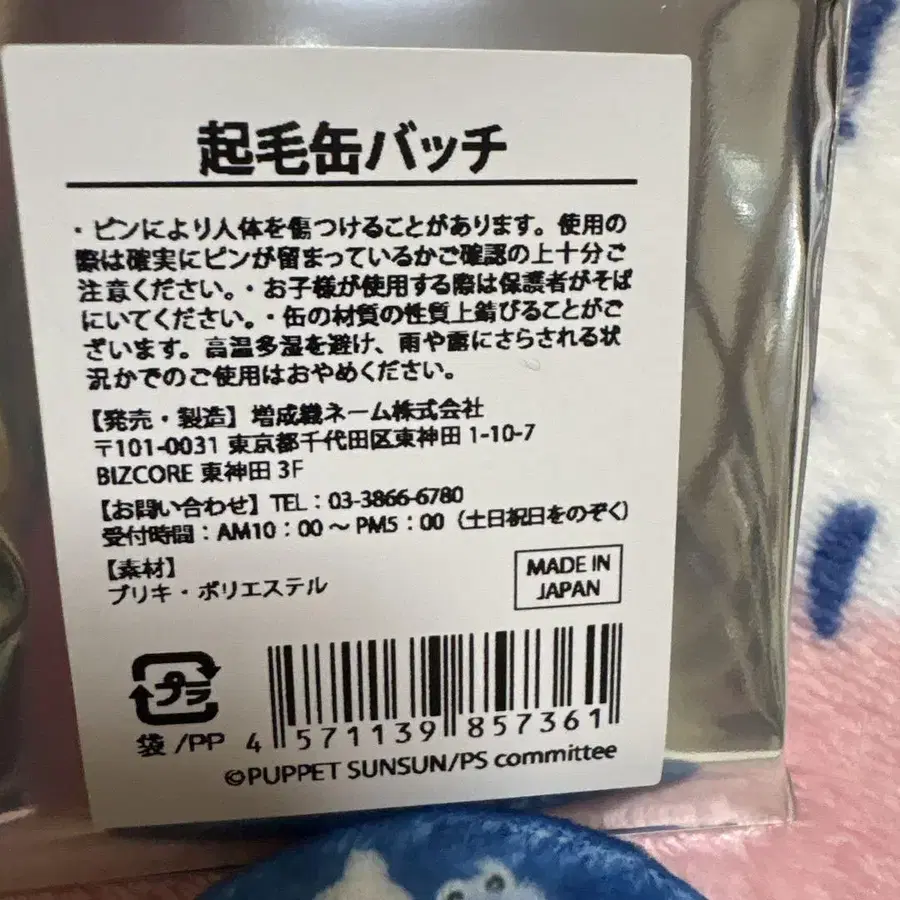 起毛缶バッチ
・ピンにより人体を傷つけることがあります。使用の
際は確実にピンが留まっているかご確認の上十分ご
注意ください。・お子様が使用する際は保護者がそば
にいてください。・缶の材質の性質上錆びることがご
ざいます。高温多湿を避け、雨や露にさらされる状
況かでのご使用はおやめください。
【発売・製造】増成織ネーム株式会社
〒101-0031 東京都千代田区東神田 1-10-7
BIZCORE 東神田 3F
【お問い合わせ】TEL：03-3866-6780
受付時間：AM10：00 ～ PM5：00（土日祝日をのぞく）
【素材】
ブリキ・ポリエステル
MADE IN
JAPAN
プラ
袋 /PP
4 571139 857361
©PUPPET SUNSUN/PS committee